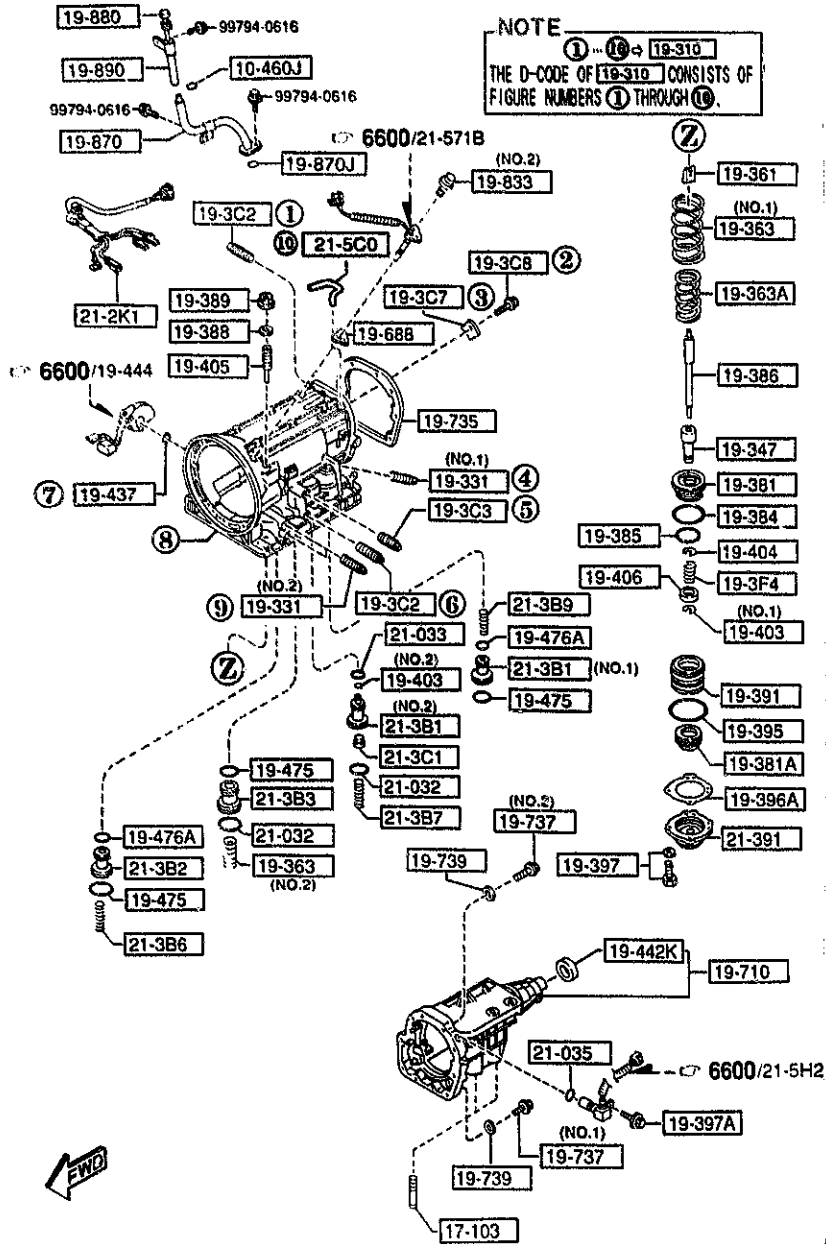 19-880
99794-0616
19-890
10-460J
99794-0616
99794-0616
19-870
19-870J
NOTE
① - ⑩ ⇨ 19-310
THE D-CODE OF 19-310 CONSISTS OF
FIGURE NUMBERS ① THROUGH ⑩.
☞ 6600/21-571B
(NO.2)
19-833
19-3C2 ①
⑩ 21-5C0
19-3C8 ②
19-3C7 ③
21-2K1
19-389
19-388
19-405
19-688
☞ 6600/19-444
19-735
⑦ 19-437
⑧
(NO.1)
19-331 ④
19-3C3 ⑤
(NO.2)
⑨ 19-331
19-3C2 ⑥
Z
19-361
(NO.1)
19-363
19-363A
19-386
19-347
19-381
19-384
19-385
19-404
19-406
19-3F4
(NO.1)
19-403
19-391
19-395
19-381A
19-396A
21-391
19-397
Z
21-3B9
19-476A
21-3B1 (NO.1)
19-475
21-033
(NO.2)
19-403
(NO.2)
21-3B1
21-3C1
21-032
21-3B7
19-475
21-3B3
21-032
19-363
(NO.2)
19-476A
21-3B2
19-475
21-3B6
(NO.2)
19-737
19-739
19-442K
19-710
21-035
☞ 6600/21-5H2
19-397A
(NO.1)
19-737
19-739
17-103
FWD